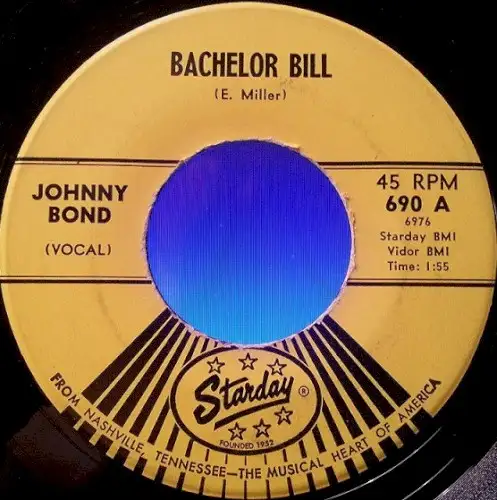 BACHELOR BILL
(E. Miller)
JOHNNY
BOND
(VOCAL)
45 RPM
690 A
6976
Starday BMI
Vidor BMI
Time: 1:55
Starday
®
FOUNDED 1952
FROM NASHVILLE, TENNESSEE—THE MUSICAL HEART OF AMERICA